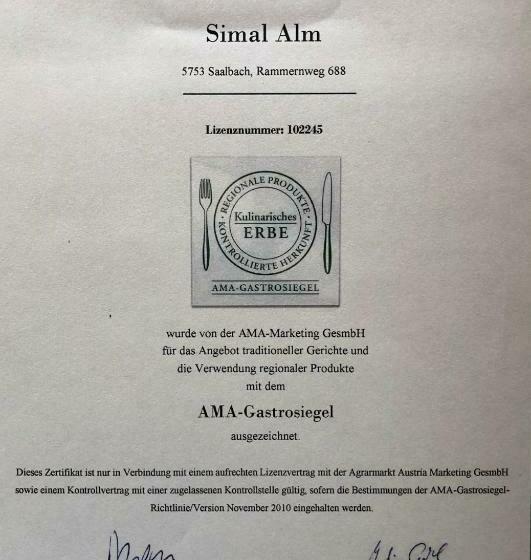 Simal Alm
5753 Saalbach, Rammernweg 688
Lizenznummer: 102245
· REGIONALE PRODUKTE ·
Kulinarisches
ERBE
KONTROLLIERTE HERKUNFT
AMA-GASTROSIEGEL
wurde von der AMA-Marketing GesmbH
für das Angebot traditioneller Gerichte und
die Verwendung regionaler Produkte
mit dem
AMA-Gastrosiegel
ausgezeichnet.
Dieses Zertifikat ist nur in Verbindung mit einem aufrechten Lizenzvertrag mit der Agrarmarkt Austria Marketing GesmbH
sowie einem Kontrollvertrag mit einer zugelassenen Kontrollstelle gültig, sofern die Bestimmungen der AMA-Gastrosiegel-
Richtlinie/Version November 2010 eingehalten werden.